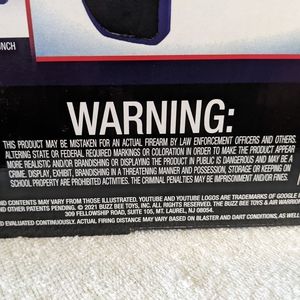 UNCH
WARNING:
THIS PRODUCT MAY BE MISTAKEN FOR AN ACTUAL FIREARM BY LAW ENFORCEMENT OFFICERS AND OTHERS.
ALTERING STATE OR FEDERAL REQUIRED MARKINGS OR COLORATION IN ORDER TO MAKE THE PRODUCT APPEAR
MORE REALISTIC AND/OR BRANDISHING OR DISPLAYING THE PRODUCT IN PUBLIC IS DANGEROUS AND MAY BE A
CRIME. DISPLAY, EXHIBIT, BRANDISHING IN A THREATENING MANNER AND POSSESSION, STORAGE OR KEEPING ON
SCHOOL PROPERTY ARE PROHIBITED ACTIVITIES. THE CRIMINAL PENALTIES MAY BE IMPRISONMENT AND/OR FINES.
ND CONTENTS MAY VARY FROM THOSE ILLUSTRATED. YOUTUBE AND YOUTUBE LOGO ARE TRADEMARKS OF GOOGLE
ND OTHER PATENTS PENDING. © 2021 BUZZ BEE TOYS, INC. ALL RIGHTS RESERVED. THE BUZZ BEE TOYS & AIR WARRIOR
309 FELLOWSHIP ROAD, SUITE 105, MT. LAUREL, NJ 08054.
D EVALUATED CONTINUOUSLY. ACTUAL FIRING DISTANCE MAY VARY BASED ON BLASTER AND DART CONDITIONS, AS WELL